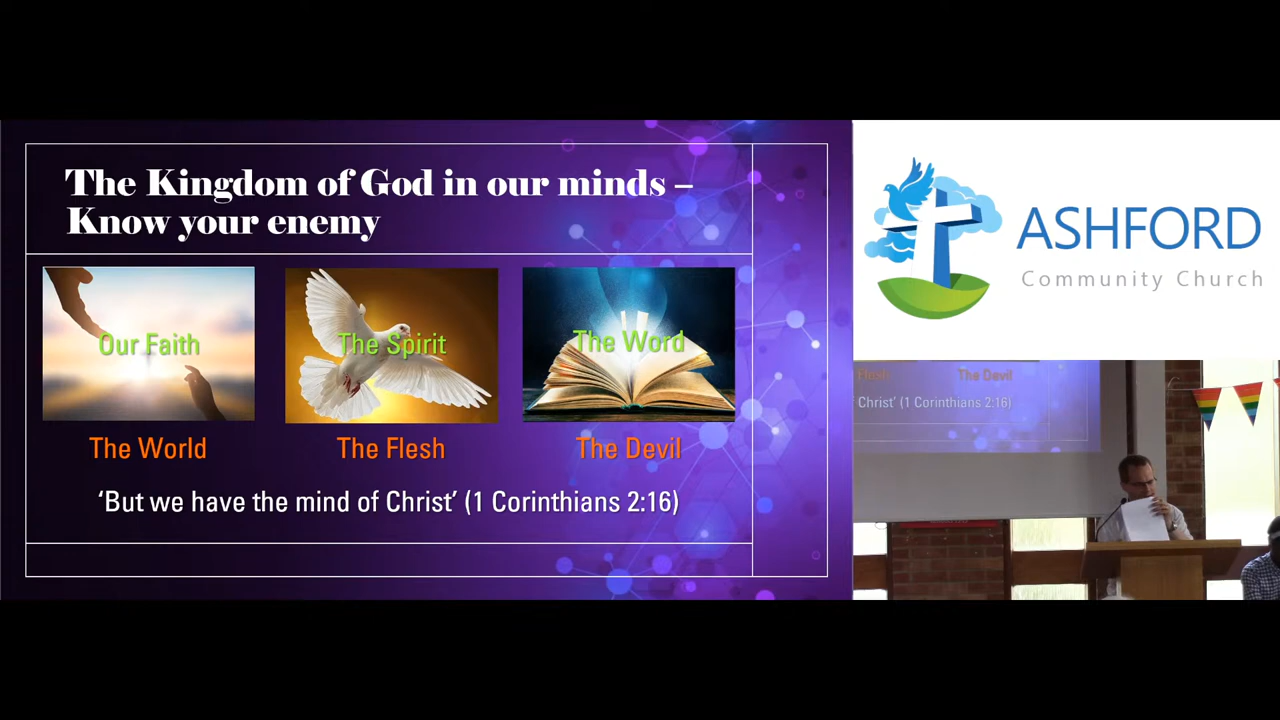 The Kingdom of God in our minds –
Know your enemy
Our Faith
The Spirit
The Word
The World
The Flesh
The Devil
‘But we have the mind of Christ’ (1 Corinthians 2:16)
ASHFORD
Community Church
Flesh
The Devil
Christ’ (1 Corinthians 2:16)